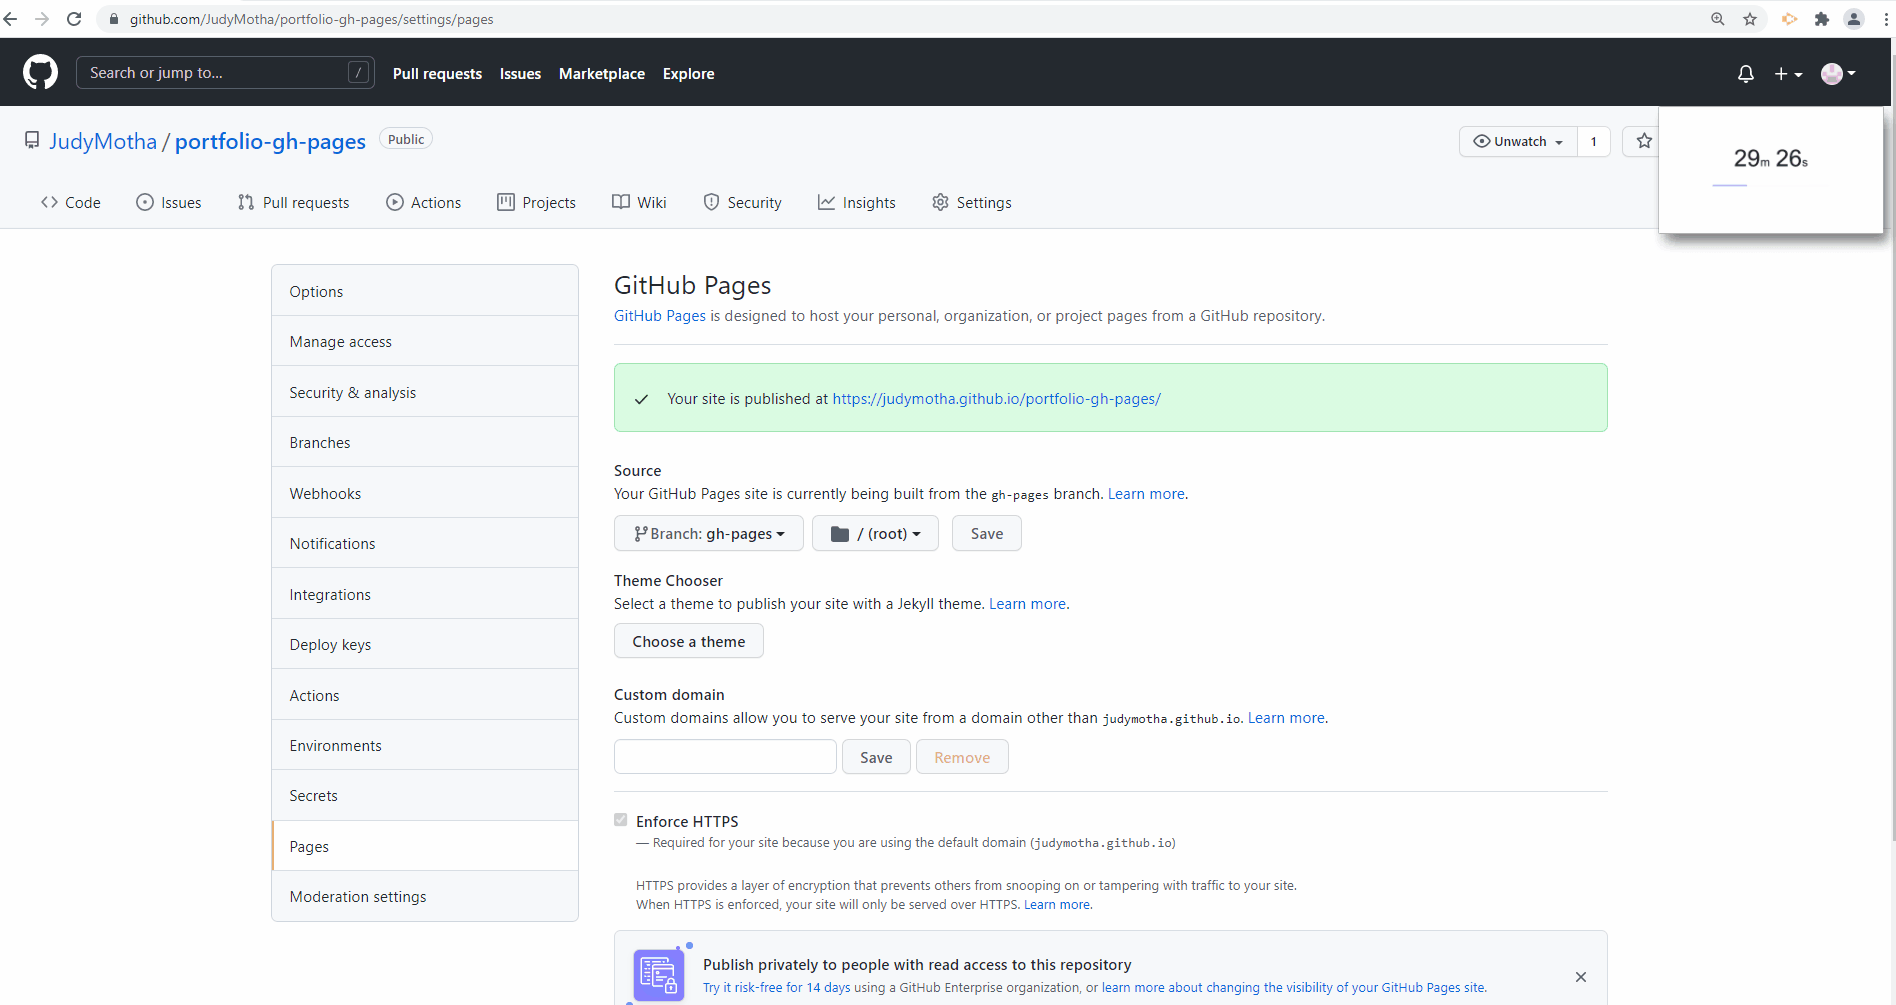 github.com/JudyMotha/portfolio-gh-pages/settings/pages
Search or jump to... /
Pull requests Issues Marketplace Explore
JudyMotha / portfolio-gh-pages Public
Unwatch 1
29m 26s
Code Issues Pull requests Actions Projects Wiki Security Insights Settings
Options
Manage access
Security & analysis
Branches
Webhooks
Notifications
Integrations
Deploy keys
Actions
Environments
Secrets
Pages
Moderation settings
GitHub Pages
GitHub Pages is designed to host your personal, organization, or project pages from a GitHub repository.
Your site is published at https://judymotha.github.io/portfolio-gh-pages/
Source
Your GitHub Pages site is currently being built from the gh-pages branch. Learn more.
Branch: gh-pages / (root) Save
Theme Chooser
Select a theme to publish your site with a Jekyll theme. Learn more.
Choose a theme
Custom domain
Custom domains allow you to serve your site from a domain other than judymotha.github.io. Learn more.
Save Remove
Enforce HTTPS
— Required for your site because you are using the default domain (judymotha.github.io)
HTTPS provides a layer of encryption that prevents others from snooping on or tampering with traffic to your site.
When HTTPS is enforced, your site will only be served over HTTPS. Learn more.
Publish privately to people with read access to this repository
Try it risk-free for 14 days using a GitHub Enterprise organization, or learn more about changing the visibility of your GitHub Pages site.